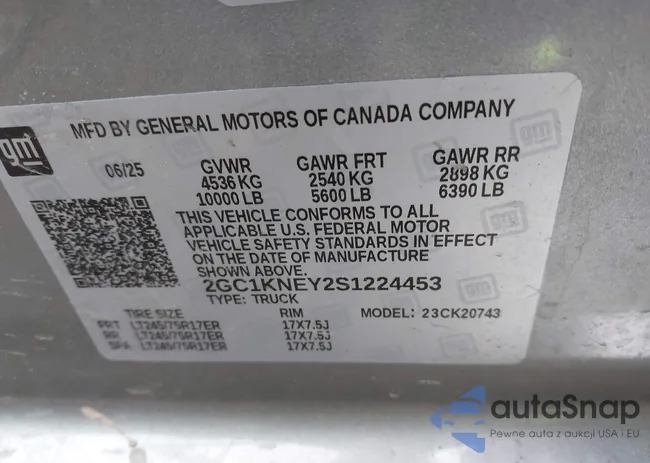 gm
MFD BY GENERAL MOTORS OF CANADA COMPANY
06/25 GVWR GAWR FRT GAWR RR
4536 KG 2540 KG 2898 KG
10000 LB 5600 LB 6390 LB
THIS VEHICLE CONFORMS TO ALL
APPLICABLE U.S. FEDERAL MOTOR
VEHICLE SAFETY STANDARDS IN EFFECT
ON THE DATE OF MANUFACTURE
SHOWN ABOVE.
2GC1KNEY2S1224453
TYPE: TRUCK MODEL: 23CK20743
TIRE SIZE RIM
FRT LT245/75R17ER 17X7.5J
RR LT245/75R17ER 17X7.5J
SPA LT245/75R17ER 17X7.5J
autaSnap
Pewne auta z aukcji USA i EU